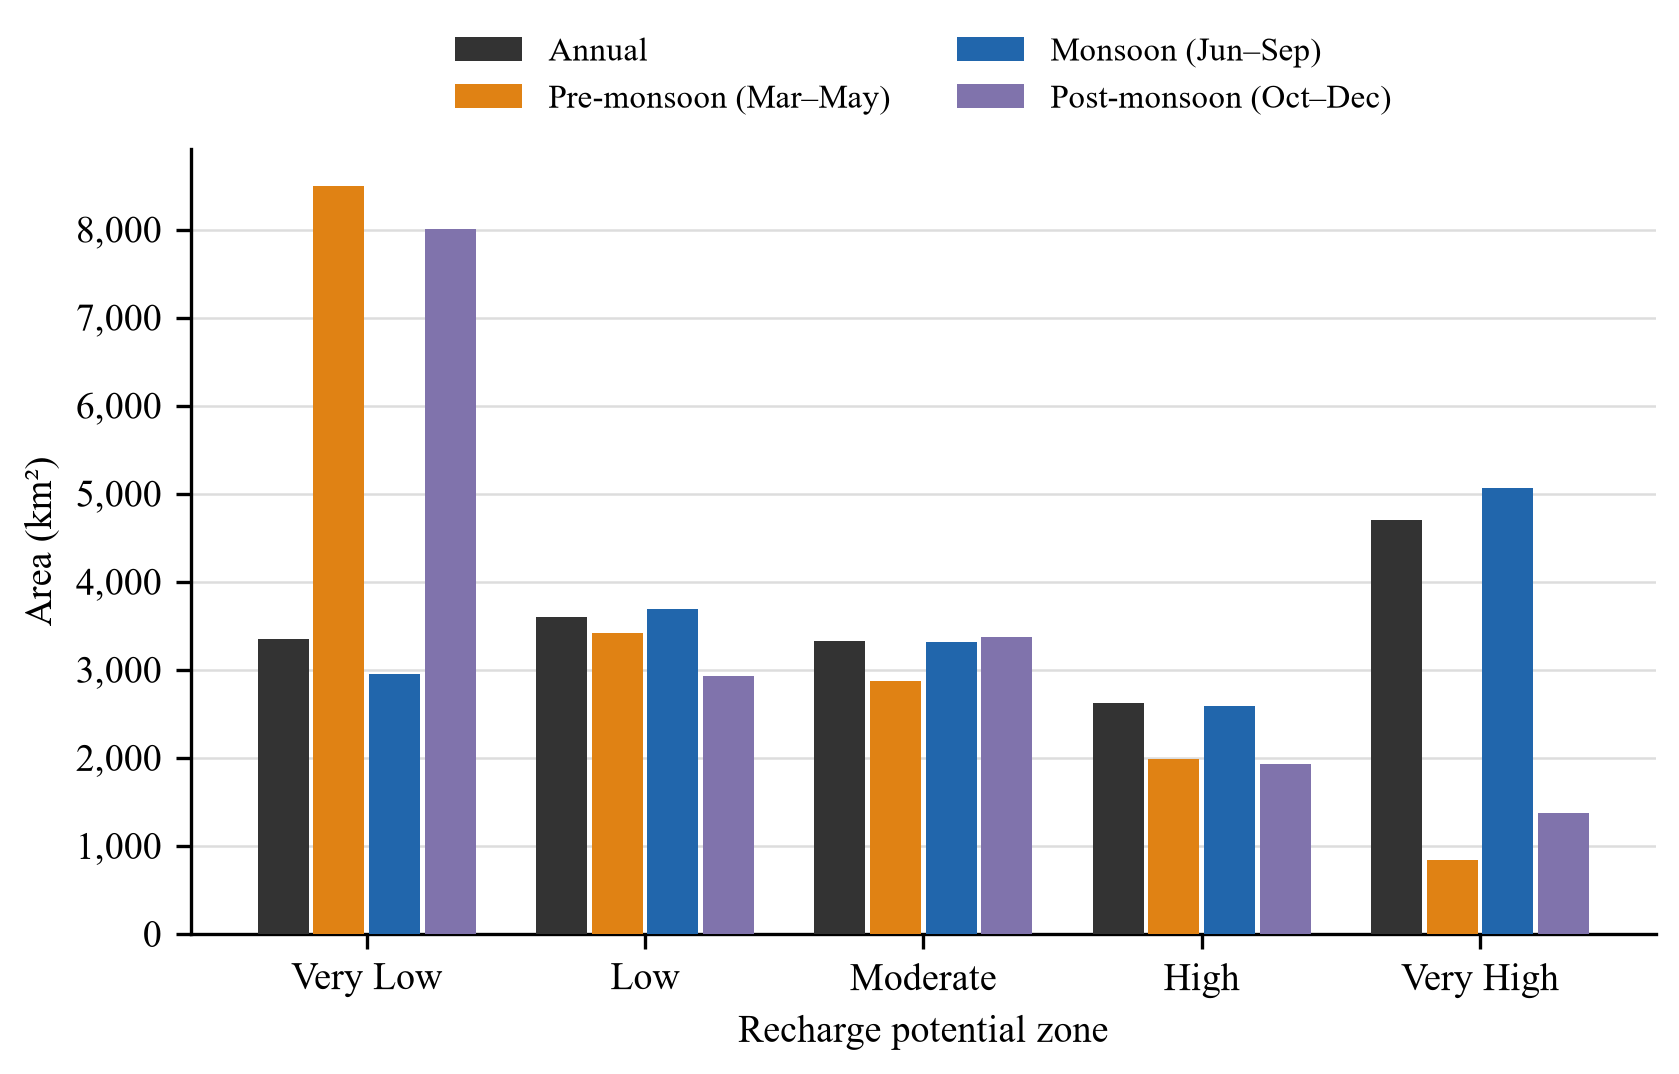 Annual
Pre-monsoon (Mar–May)
Monsoon (Jun–Sep)
Post-monsoon (Oct–Dec)
Area (km²)
8,000
7,000
6,000
5,000
4,000
3,000
2,000
1,000
0
Very Low
Low
Moderate
High
Very High
Recharge potential zone